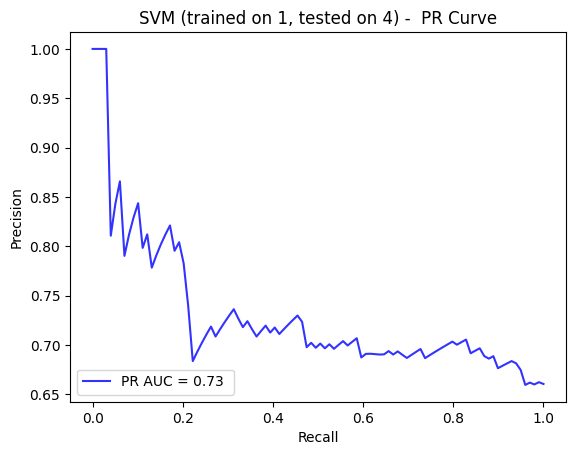 SVM (trained on 1, tested on 4) -  PR Curve
1.00
0.95
0.90
0.85
0.80
0.75
0.70
0.65
Precision
PR AUC = 0.73
0.0 0.2 0.4 0.6 0.8 1.0
Recall